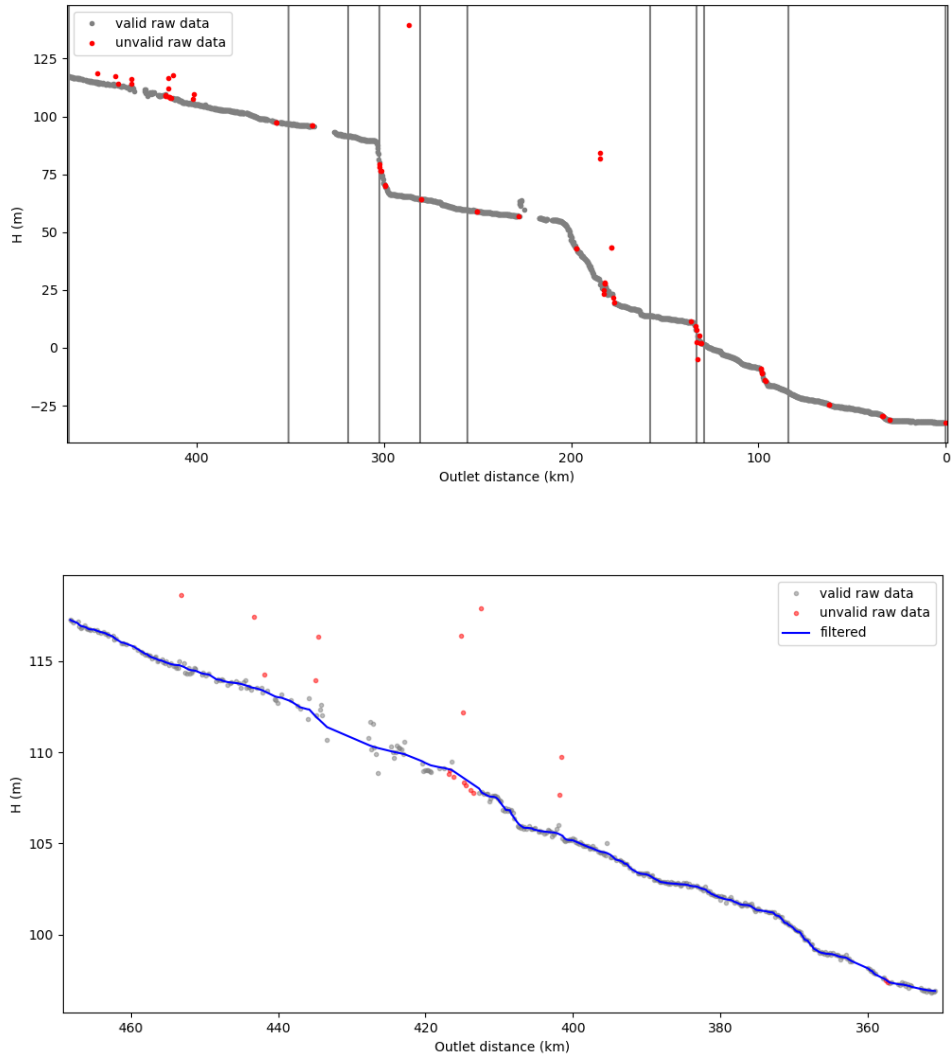 valid raw data
unvalid raw data
125
100
75
50
25
0
−25
H (m)
400
300
200
100
0
Outlet distance (km)
valid raw data
unvalid raw data
filtered
115
110
105
100
H (m)
460
440
420
400
380
360
Outlet distance (km)